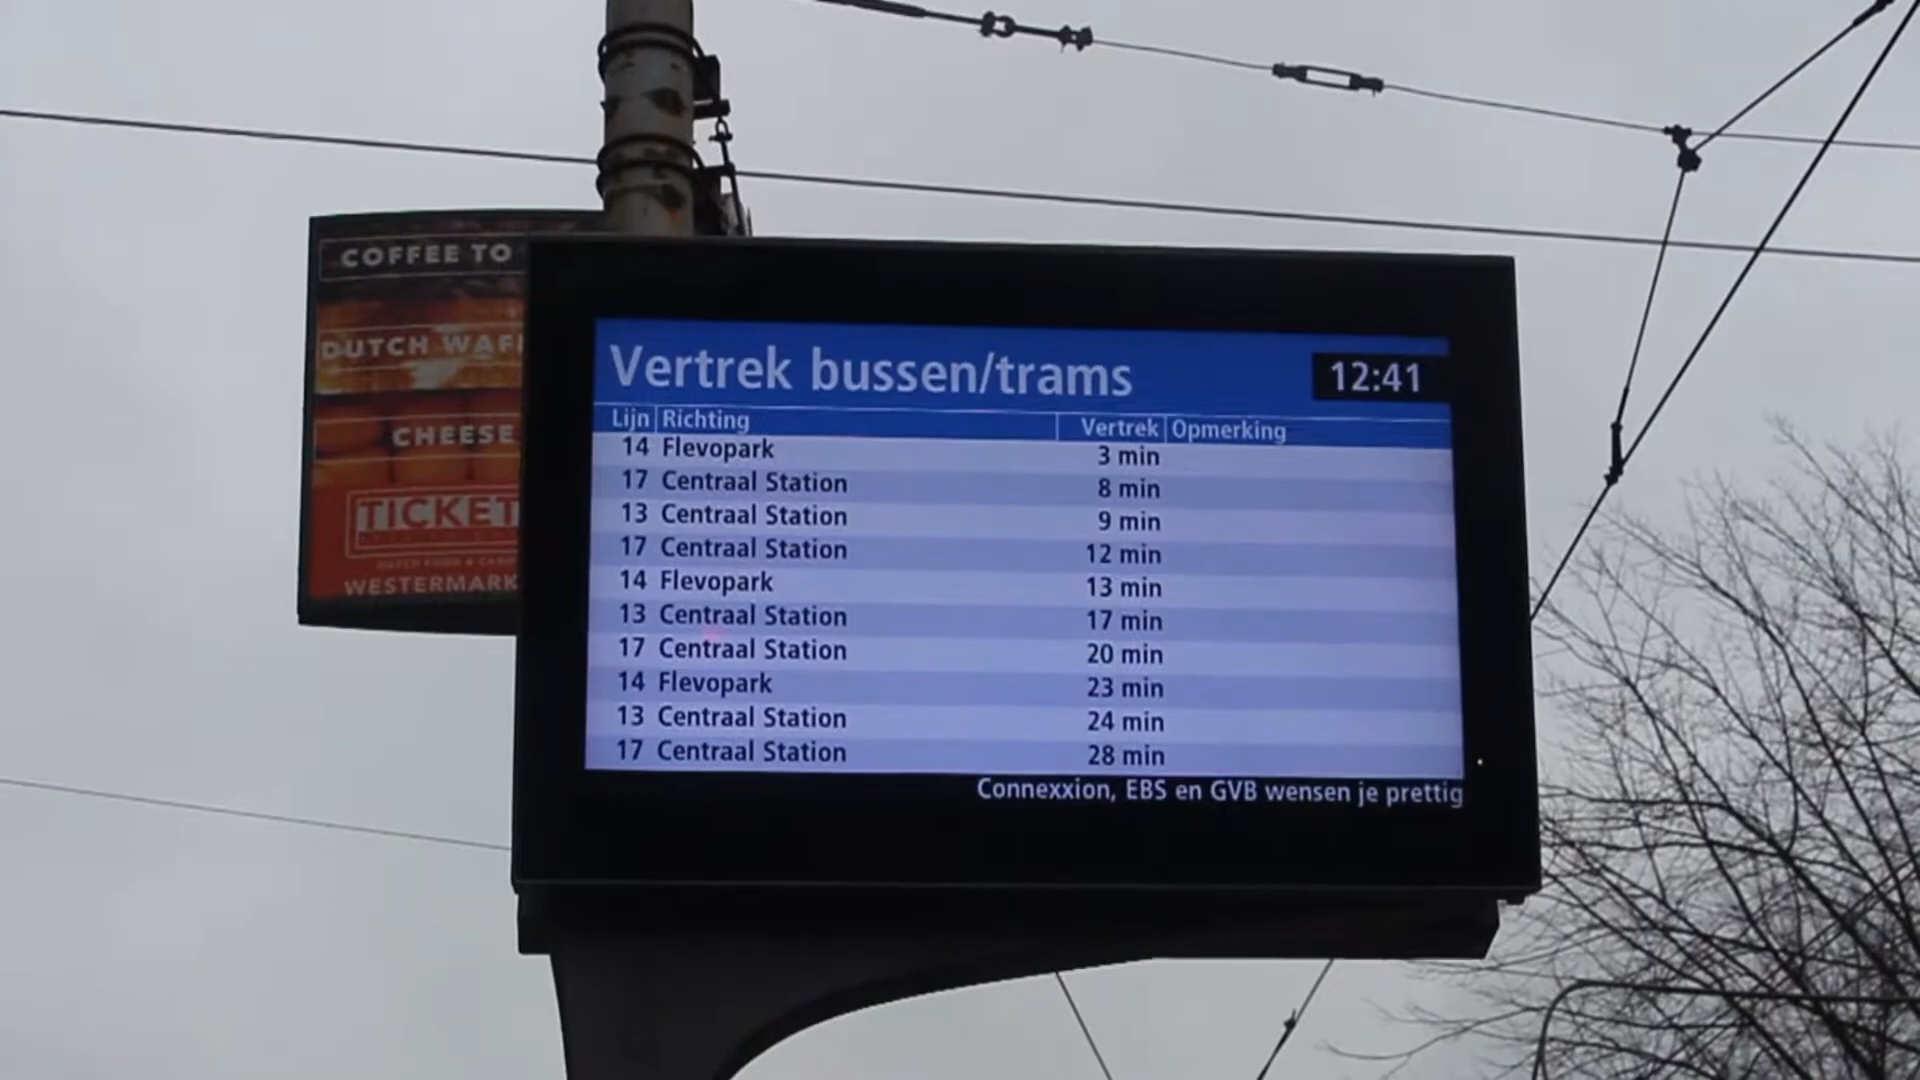 COFFEE TO
DUTCH WAF
CHEESE
TICKET
WESTERMARK
Vertrek bussen/trams 12:41
Lijn Richting Vertrek Opmerking
14 Flevopark 3 min
17 Centraal Station 8 min
13 Centraal Station 9 min
17 Centraal Station 12 min
14 Flevopark 13 min
13 Centraal Station 17 min
17 Centraal Station 20 min
14 Flevopark 23 min
13 Centraal Station 24 min
17 Centraal Station 28 min
Connexxion, EBS en GVB wensen je prettig